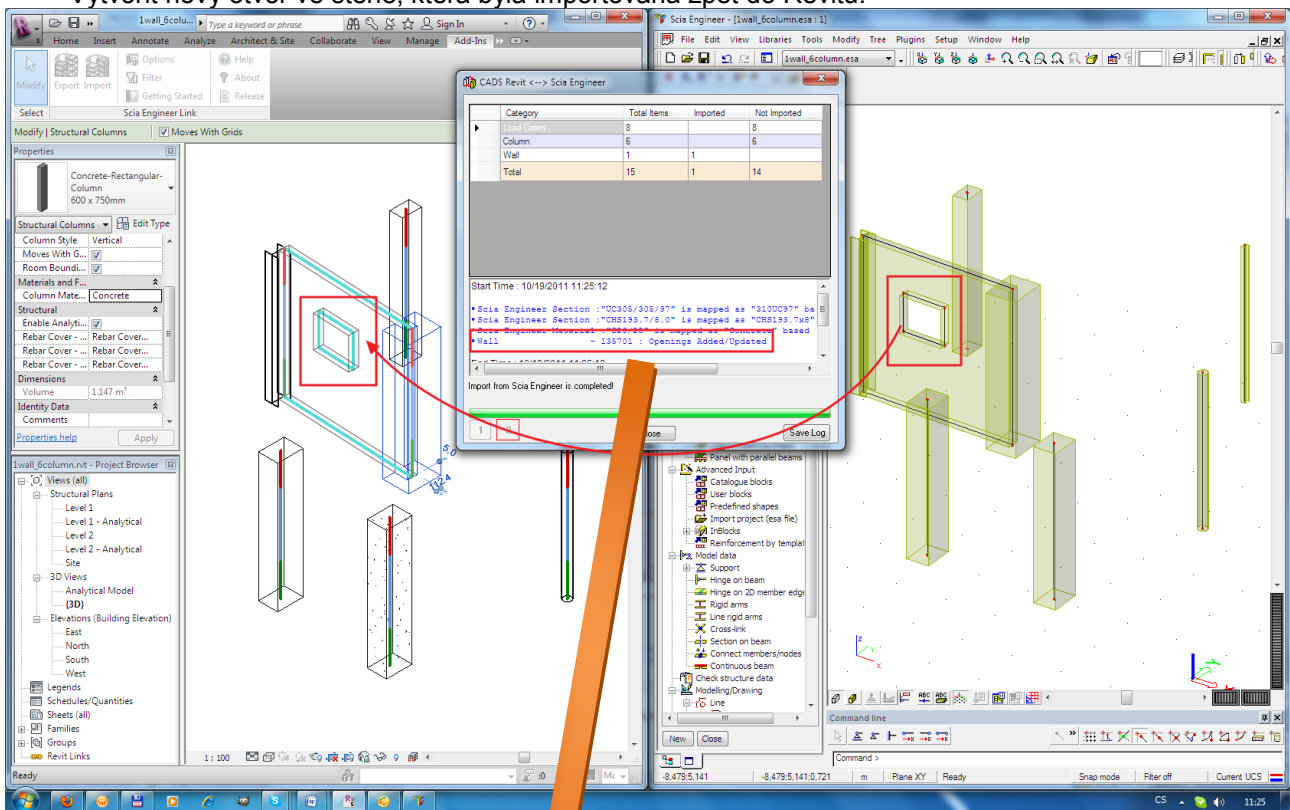 Vytvořit nový otvor ve stěně, která byla importována zpět do Revitu.
1wall_6colu...
Type a keyword or phrase
Sign In
Home Insert Annotate Analyze Architect & Site Collaborate View Manage Add-Ins
Modify
Export Import
Options
Filter
Getting Started
Help
About
Release
Select
Scia Engineer Link
Modify | Structural Columns
Moves With Grids
Properties
Concrete-Rectangular-
Column
600 x 750mm
Structural Columns
Edit Type
Column Style Vertical
Moves With G...
Room Boundi...
Materials and F...
Column Mate... Concrete
Structural
Enable Analyti...
Rebar Cover - ... Rebar Cover...
Rebar Cover - ... Rebar Cover...
Rebar Cover - ... Rebar Cover...
Dimensions
Volume 1.147 m³
Identity Data
Comments
Properties help
Apply
1wall_6column.rvt - Project Browser
Views (all)
Structural Plans
Level 1
Level 1 - Analytical
Level 2
Level 2 - Analytical
Site
3D Views
Analytical Model
{3D}
Elevations (Building Elevation)
East
North
South
West
Legends
Schedules/Quantities
Sheets (all)
Families
Groups
Revit Links
1 : 100
Ready
:0
CADS Revit <--> Scia Engineer
Category Total Items Imported Not Imported
Load Cases 8 8
Column 6 6
Wall 1 1
Total 15 1 14
Start Time : 10/19/2011 11:25:12
•Scia Engineer Section :"UC305/305/97" is mapped as "310UC97" ba
•Scia Engineer Section :"CHS193.7/8.0" is mapped as "CHS193.7x8"
•Wall - 135701 : Openings Added/Updated
Import from Scia Engineer is completed!
1
2
Save Log
Scia Engineer - [1wall_6column.esa : 1]
File Edit View Libraries Tools Modify Tree Plugins Setup Window Help
1wall_6column.esa
Panel with parallel beams
Advanced Input
Catalogue blocks
User blocks
Predefined shapes
Import project (esa file)
InBlocks
Reinforcement by templat
Model data
Support
Hinge on beam
Hinge on 2D member edge
Rigid arms
Line rigid arms
Cross-link
Section on beam
Connect members/nodes
Continuous beam
Check structure data
Modelling/Drawing
Line
New
Close
z
Y
x
Command line
Command >
-8,479;5,141
-8,479;5,141;0,721
m
Plane XY
Ready
Snap mode
Filter off
Current UCS
CS
11:25